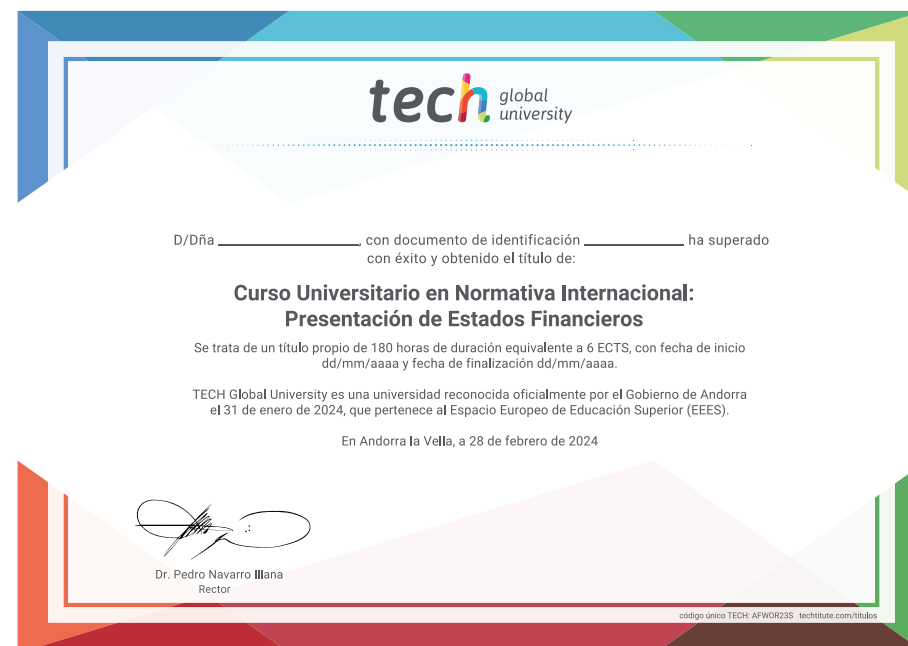 tech global university
D/Dña ____________________, con documento de identificación ______________ ha superado
con éxito y obtenido el título de:
Curso Universitario en Normativa Internacional:
Presentación de Estados Financieros
Se trata de un título propio de 180 horas de duración equivalente a 6 ECTS, con fecha de inicio
dd/mm/aaaa y fecha de finalización dd/mm/aaaa.
TECH Global University es una universidad reconocida oficialmente por el Gobierno de Andorra
el 31 de enero de 2024, que pertenece al Espacio Europeo de Educación Superior (EEES).
En Andorra la Vella, a 28 de febrero de 2024
Dr. Pedro Navarro Illana
Rector
código único TECH: AFWOR23S techtitute.com/titulos